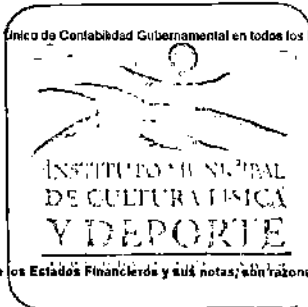 Único de Contabilidad Gubernamental en todos los
INSTITUTO MUNICIPAL
DE CULTURA FISICA
Y DEPORTE
los Estados Financieros y sus notas, son razona